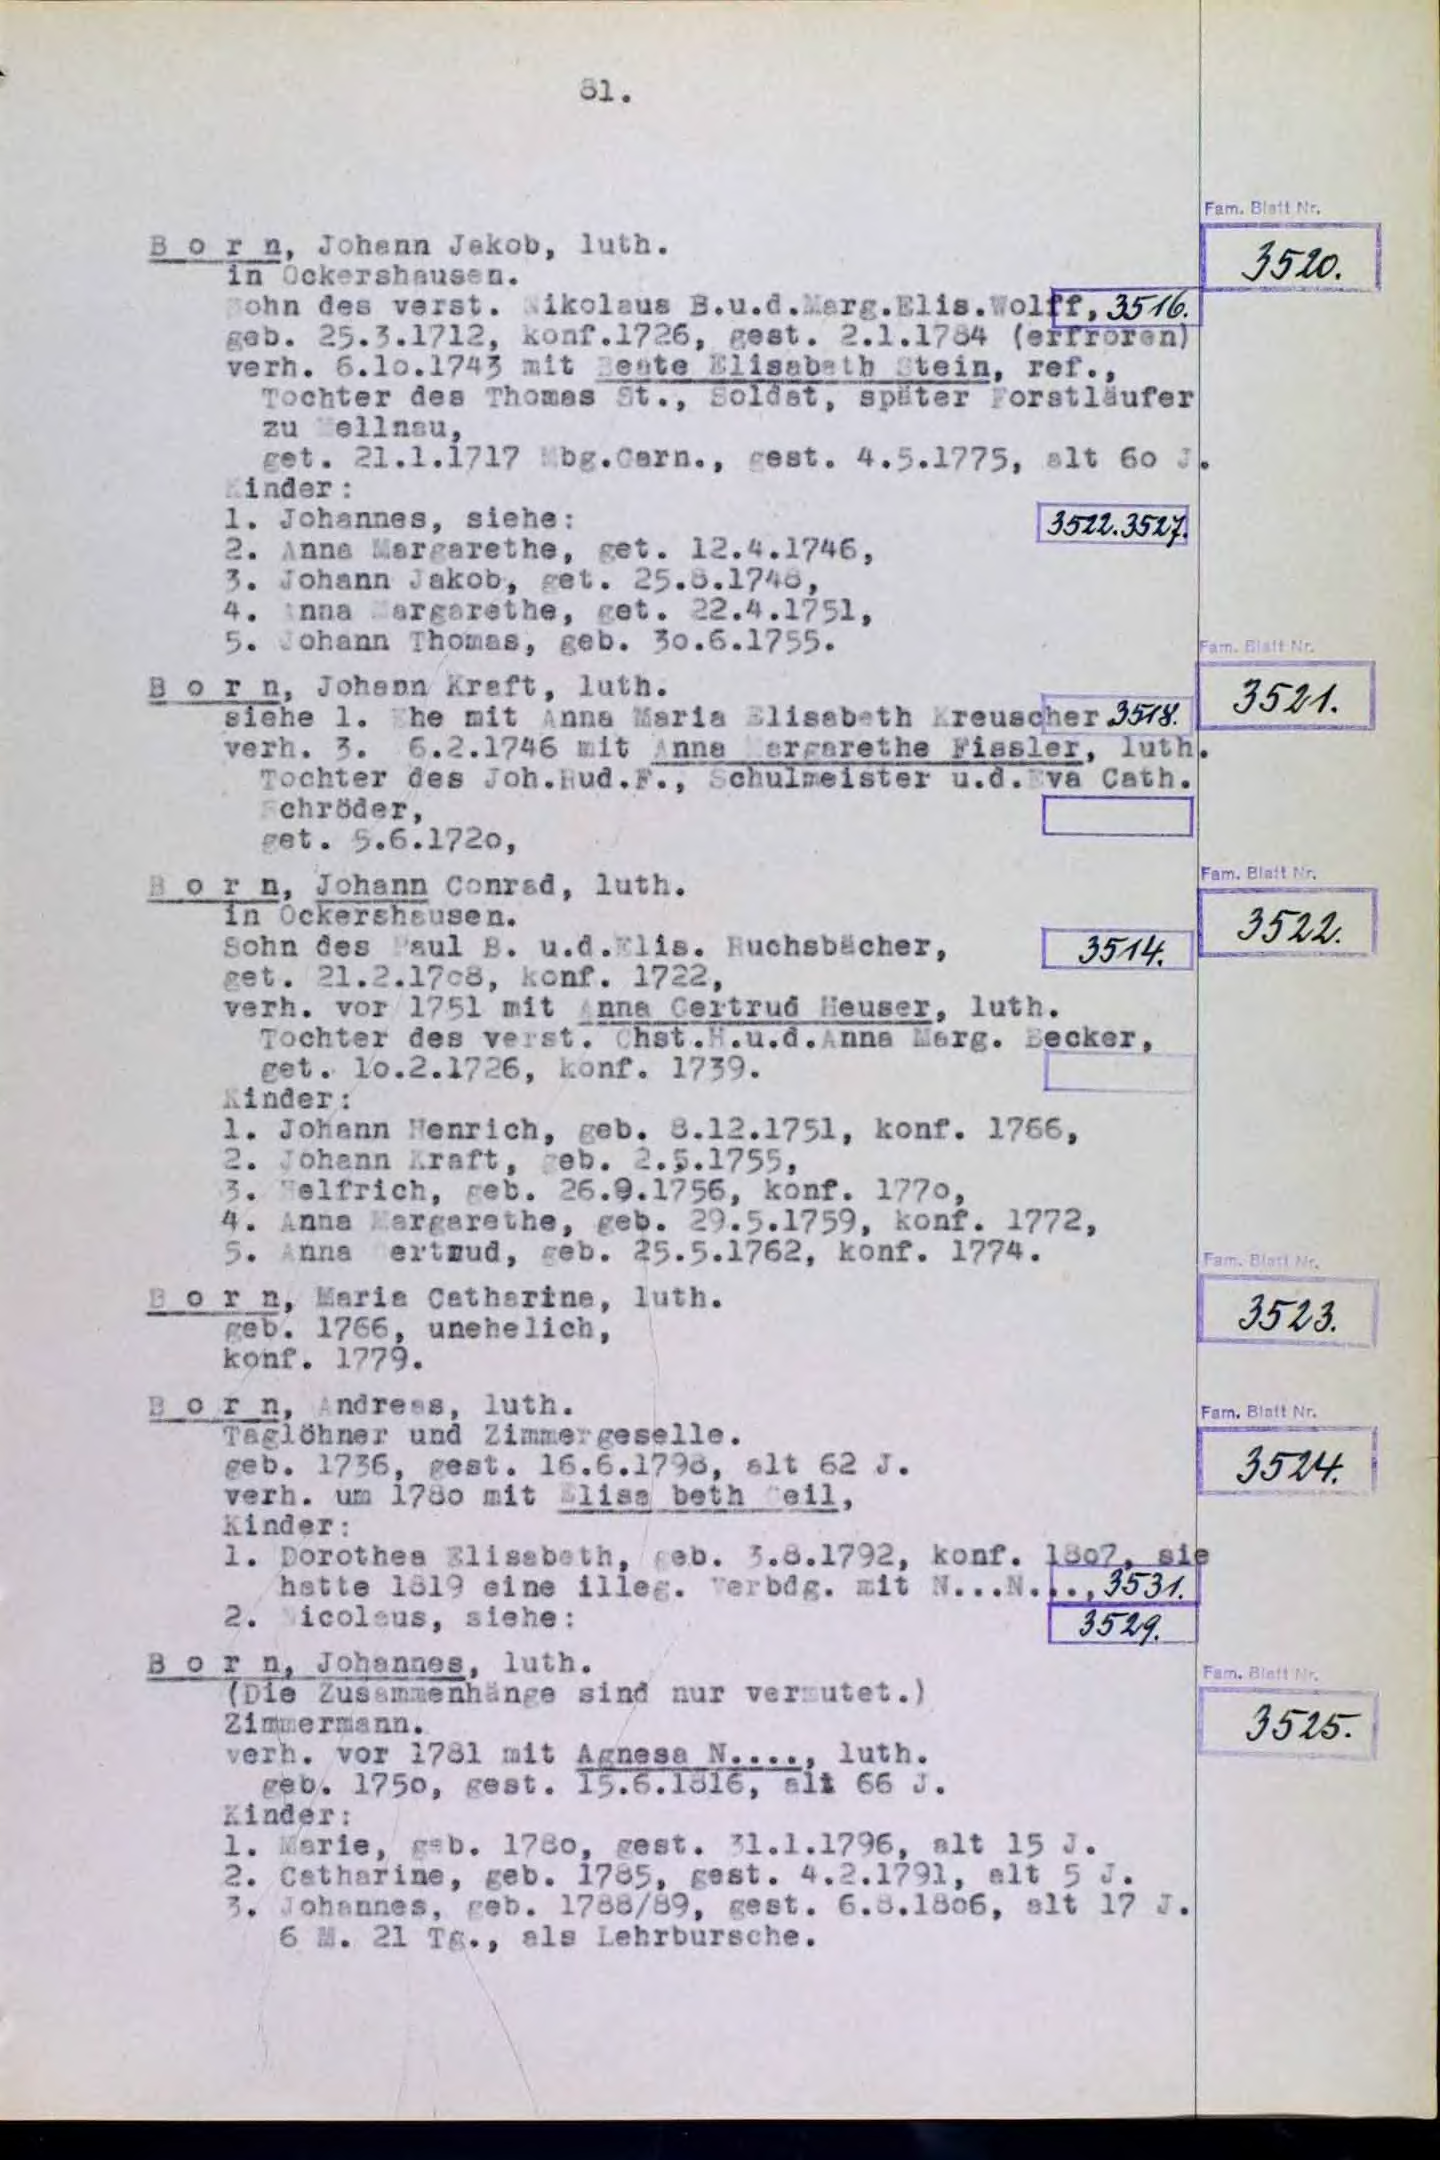 81.
Fam. Blatt Nr.
B o r n, Johann Jakob, luth.
3520.
in Ockershausen.
Sohn des verst. Nikolaus B.u.d.Marg.Elis.Wolff, 3516.
geb. 25.3.1712, konf.1726, gest. 2.1.1784 (erfroren)
verh. 6.10.1743 mit Beate Elisabeth Stein, ref.,
Tochter des Thomas St., Soldat, später Forstläufer
zu Mellnau,
get. 21.1.1717 Mbg.Garn., gest. 4.5.1775, alt 60 J.
Kinder:
1. Johannes, siehe: 3522.3527.
2. Anna Margarethe, get. 12.4.1746,
3. Johann Jakob, get. 25.8.1748,
4. Anna Margarethe, get. 22.4.1751,
5. Johann Thomas, geb. 30.6.1755.
Fam. Blatt Nr.
B o r n, Johann Kraft, luth.
3521.
siehe 1. Ehe mit Anna Maria Elisabeth Kreuscher 3518.
verh. 3. 6.2.1746 mit Anna Margarethe Fissler, luth.
Tochter des Joh.Rud.F., Schulmeister u.d.Eva Cath.
Schröder,
get. 5.6.1720,
Fam. Blatt Nr.
B o r n, Johann Conrad, luth.
3522.
in Ockershausen.
Sohn des Paul B. u.d.Elis. Ruchsbächer, 3514.
get. 21.2.1708, konf. 1722,
verh. vor 1751 mit Anna Gertrud Heuser, luth.
Tochter des verst. Chst.H.u.d.Anna Marg. Becker,
get. 10.2.1726, konf. 1739.
Kinder:
1. Johann Henrich, geb. 8.12.1751, konf. 1766,
2. Johann Kraft, geb. 2.5.1755,
3. Helfrich, geb. 26.9.1756, konf. 1770,
4. Anna Margarethe, geb. 29.5.1759, konf. 1772,
5. Anna Gertrud, geb. 25.5.1762, konf. 1774.
Fam. Blatt Nr.
B o r n, Maria Catharine, luth.
3523.
geb. 1766, unehelich,
konf. 1779.
Fam. Blatt Nr.
B o r n, Andreas, luth.
3524.
Taglöhner und Zimmergeselle.
geb. 1736, gest. 16.6.1798, alt 62 J.
verh. um 1780 mit Elisabeth Geil,
Kinder:
1. Dorothea Elisabeth, geb. 3.8.1792, konf. 1807, sie
hatte 1819 eine illeg. Verbdg. mit N...N..., 3531.
2. Nicolaus, siehe: 3529.
Fam. Blatt Nr.
B o r n, Johannes, luth.
3525.
(Die Zusammenhänge sind nur vermutet.)
Zimmermann.
verh. vor 1781 mit Agnesa N...., luth.
geb. 1750, gest. 15.6.1816, alt 66 J.
Kinder:
1. Marie, geb. 1780, gest. 31.1.1796, alt 15 J.
2. Catharine, geb. 1785, gest. 4.2.1791, alt 5 J.
3. Johannes, geb. 1788/89, gest. 6.8.1806, alt 17 J.
6 M. 21 Tg., als Lehrbursche.